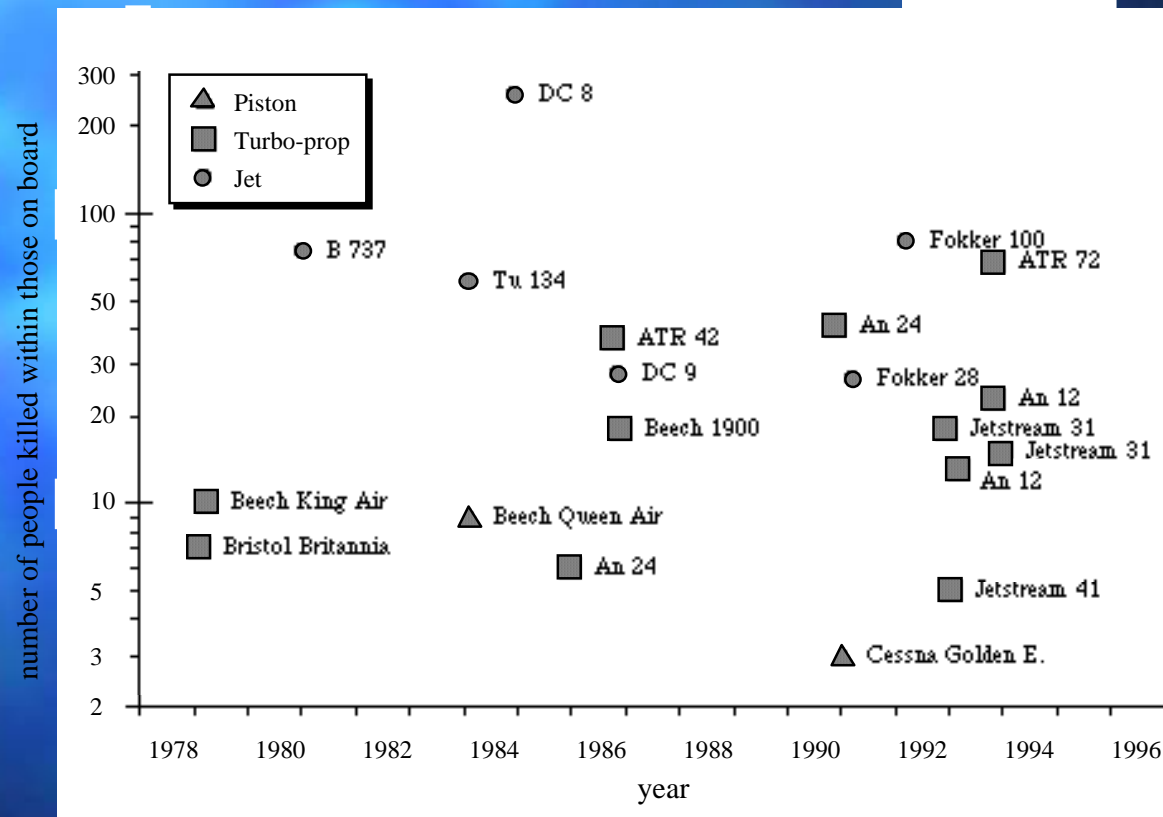 number of people killed within those on board
300
200
100
50
30
20
10
5
3
2
Piston
Turbo-prop
Jet
DC 8
B 737
Tu 134
Fokker 100
ATR 72
ATR 42
An 24
DC 9
Fokker 28
An 12
Beech 1900
Jetstream 31
Jetstream 31
An 12
Beech King Air
Beech Queen Air
Bristol Britannia
An 24
Jetstream 41
Cessna Golden E.
1978 1980 1982 1984 1986 1988 1990 1992 1994 1996
year